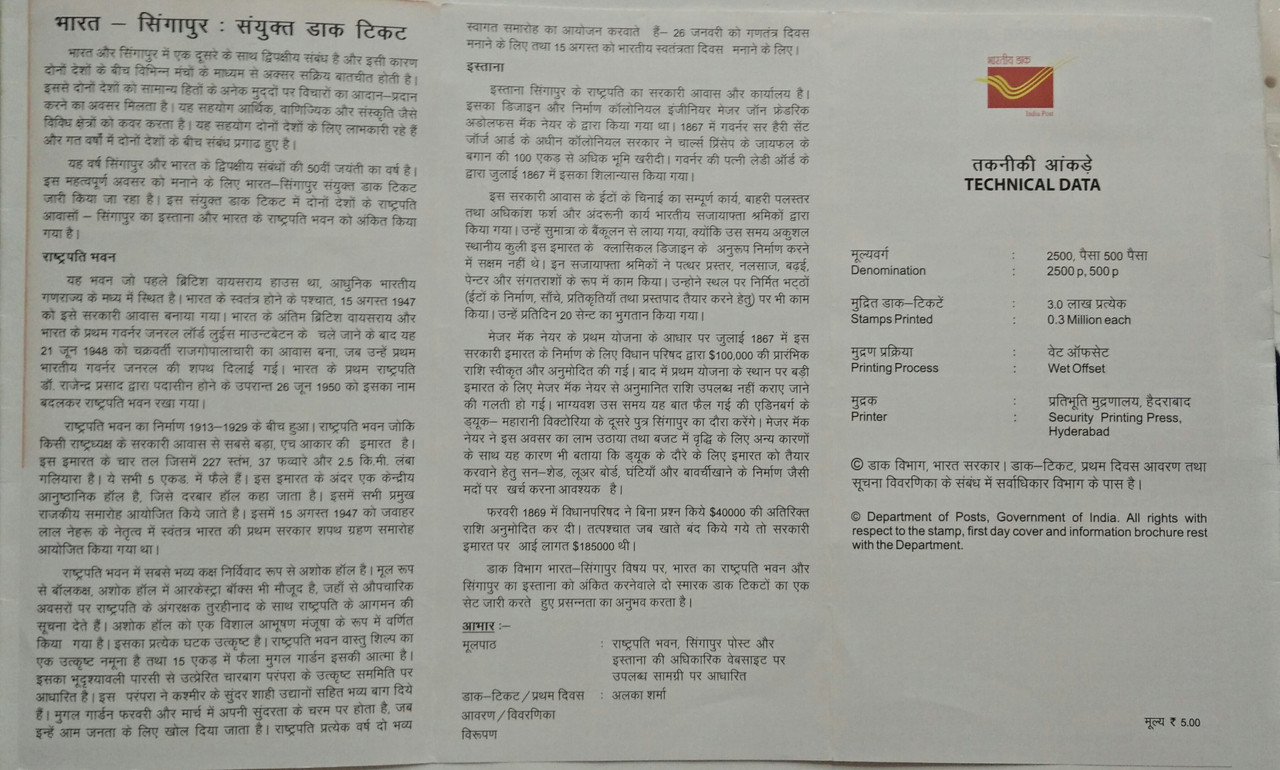 भारत – सिंगापुर : संयुक्त डाक टिकट
भारत और सिंगापुर में एक दूसरे के साथ द्विपक्षीय संबंध है और इसी कारण
दोनों देशों के बीच विभिन्न मंचों के माध्यम से अक्सर सक्रिय बातचीत होती है।
इससे दोनों देशों को सामान्य हितों के अनेक मुद्दों पर विचारों का आदान–प्रदान
करने का अवसर मिलता है। यह सहयोग आर्थिक, वाणिज्यिक और संस्कृति जैसे
विविध क्षेत्रों को कवर करता है। यह सहयोग दोनों देशों के लिए लाभकारी रहे हैं
और गत वर्षों में दोनों देशों के बीच संबंध प्रगाढ हुए है।
यह वर्ष सिंगापुर और भारत के द्विपक्षीय संबंधों की 50वीं जयंती का वर्ष है।
इस महत्वपूर्ण अवसर को मनाने के लिए भारत–सिंगापुर संयुक्त डाक टिकट
जारी किया जा रहा है। इस संयुक्त डाक टिकट में दोनों देशों के राष्ट्रपति
आवासों – सिंगापुर का इस्ताना और भारत के राष्ट्रपति भवन को अंकित किया
गया है।
राष्ट्रपति भवन
यह भवन जो पहले ब्रिटिश वायसराय हाउस था, आधुनिक भारतीय
गणराज्य के मध्य में स्थित है। भारत के स्वतंत्र होने के पश्चात, 15 अगस्त 1947
को इसे सरकारी आवास बनाया गया। भारत के अंतिम ब्रिटिश वायसराय और
भारत के प्रथम गवर्नर जनरल लॉर्ड लुईस माउन्टबेटन के चले जाने के बाद यह
21 जून 1948 को चक्रवर्ती राजगोपालाचारी का आवास बना, जब उन्हें प्रथम
भारतीय गवर्नर जनरल की शपथ दिलाई गई। भारत के प्रथम राष्ट्रपति
डॉ. राजेन्द्र प्रसाद द्वारा पदासीन होने के उपरान्त 26 जून 1950 को इसका नाम
बदलकर राष्ट्रपति भवन रखा गया।
राष्ट्रपति भवन का निर्माण 1913–1929 के बीच हुआ। राष्ट्रपति भवन जोकि
किसी राष्ट्रध्यक्ष के सरकारी आवास से सबसे बड़ा, एच आकार की इमारत है।
इस इमारत के चार तल जिसमें 227 स्तंभ, 37 फव्वारे और 2.5 कि.मी. लंबा
गलियारा है। ये सभी 5 एकड. में फैले हैं। इस इमारत के अंदर एक केन्द्रीय
आनुष्ठानिक हॉल है, जिसे दरबार हॉल कहा जाता है। इसमें सभी प्रमुख
राजकीय समारोह आयोजित किये जाते है। इसमें 15 अगस्त 1947 को जवाहर
लाल नेहरू के नेतृत्व में स्वतंत्र भारत की प्रथम सरकार शपथ ग्रहण समारोह
आयोजित किया गया था।
राष्ट्रपति भवन में सबसे भव्य कक्ष निर्विवाद रूप से अशोक हॉल है। मूल रूप
से बॉलकक्ष, अशोक हॉल में आरकेस्ट्रा बॉक्स भी मौजूद है, जहाँ से औपचारिक
अवसरों पर राष्ट्रपति के अंगरक्षक तुरहीनाद के साथ राष्ट्रपति के आगमन की
सूचना देते हैं। अशोक हॉल को एक विशाल आभूषण मंजूषा के रूप में वर्णित
किया गया है। इसका प्रत्येक घटक उत्कृष्ट है। राष्ट्रपति भवन वास्तु शिल्प का
एक उत्कृष्ट नमूना है तथा 15 एकड़ में फैला मुगल गार्डन इसकी आत्मा है।
इसका भूदृश्यावली पारसी से उत्प्रेरित चारबाग परंपरा के उत्कृष्ट सममिति पर
आधारित है। इस परंपरा ने कश्मीर के सुंदर शाही उद्यानों सहित भव्य बाग दिये
हैं। मुगल गार्डन फरवरी और मार्च में अपनी सुंदरता के चरम पर होता है, जब
इन्हें आम जनता के लिए खोल दिया जाता है। राष्ट्रपति प्रत्येक वर्ष दो भव्य
स्वागत समारोह का आयोजन करवाते हैं– 26 जनवरी को गणतंत्र दिवस
मनाने के लिए तथा 15 अगस्त को भारतीय स्वतंत्रता दिवस मनाने के लिए।
इस्ताना
इस्ताना सिंगापुर के राष्ट्रपति का सरकारी आवास और कार्यालय है।
इसका डिजाइन और निर्माण कॉलोनियल इंजीनियर मेजर जॉन फ्रेडरिक
अडोलफस मैंक नेयर के द्वारा किया गया था। 1867 में गवर्नर सर हैरी सेंट
जॉर्ज आर्ड के अधीन कॉलोनियल सरकार ने चार्ल्स प्रिंसेप के जायफल के
बगान की 100 एकड़ से अधिक भूमि खरीदी। गवर्नर की पत्नी लेडी ऑर्ड के
द्वारा जुलाई 1867 में इसका शिलान्यास किया गया।
इस सरकारी आवास के ईंटों के चिनाई का सम्पूर्ण कार्य, बाहरी पलस्तर
तथा अधिकांश फर्श और अंदरूनी कार्य भारतीय सजायाफ्ता श्रमिकों द्वारा
किया गया। उन्हें सुमात्रा के बैंकूलन से लाया गया, क्योंकि उस समय अकुशल
स्थानीय कुली इस इमारत के क्लासिकल डिजाइन के अनुरूप निर्माण करने
में सक्षम नहीं थे। इन सजायाफ्ता श्रमिकों ने पत्थर प्रस्तर, नलसाज, बढ़ई,
पेन्टर और संगतराशों के रूप में काम किया। उन्होने स्थल पर निर्मित भट्ठों
(ईंटों के निर्माण, साँचे, प्रतिकृतियाँ तथा प्रस्तपाद तैयार करने हेतु) पर भी काम
किया। उन्हें प्रतिदिन 20 सेन्ट का भुगतान किया गया।
मेजर मैंक नेयर के प्रथम योजना के आधार पर जुलाई 1867 में इस
सरकारी इमारत के निर्माण के लिए विधान परिषद द्वारा $100,000 की प्रारंभिक
राशि स्वीकृत और अनुमोदित की गई। बाद में प्रथम योजना के स्थान पर बड़ी
इमारत के लिए मेजर मैक नेयर से अनुमानित राशि उपलब्ध नहीं कराए जाने
की गलती हो गई। भाग्यवश उस समय यह बात फैल गई की एडिनबर्ग के
ड्यूक– महारानी विक्टोरिया के दूसरे पुत्र सिंगापुर का दौरा करेंगे। मेजर मैंक
नेयर ने इस अवसर का लाभ उठाया तथा बजट में वृद्धि के लिए अन्य कारणों
के साथ यह कारण भी बताया कि ड्यूक के दौरे के लिए इमारत को तैयार
करवाने हेतु सन–शेड, लूअर बोर्ड, घंटियाँ और बावर्चीखाने के निर्माण जैसी
मदों पर खर्च करना आवश्यक है।
फरवरी 1869 में विधानपरिषद ने बिना प्रश्न किये $40000 की अतिरिक्त
राशि अनुमोदित कर दी। तत्पश्चात जब खाते बंद किये गये तो सरकारी
इमारत पर आई लागत $185000 थी।
डाक विभाग भारत–सिंगापुर विषय पर, भारत का राष्ट्रपति भवन और
सिंगापुर का इस्ताना को अंकित करनेवाले दो स्मारक डाक टिकटों का एक
सेट जारी करते हुए प्रसन्नता का अनुभव करता है।
आभार :–
मूलपाठ : राष्ट्रपति भवन, सिंगापुर पोस्ट और
इस्ताना की अधिकारिक वेबसाइट पर
उपलब्ध सामग्री पर आधारित
डाक–टिकट / प्रथम दिवस : अलका शर्मा
आवरण / विवरणिका
विरूपण
भारतीय डाक
India Post
तकनीकी आंकड़े
TECHNICAL DATA
मूल्यवर्ग : 2500, पैसा 500 पैसा
Denomination : 2500 p, 500 p
मुद्रित डाक–टिकटें : 3.0 लाख प्रत्येक
Stamps Printed : 0.3 Million each
मुद्रण प्रक्रिया : वेट ऑफसेट
Printing Process : Wet Offset
मुद्रक : प्रतिभूति मुद्रणालय, हैदराबाद
Printer : Security Printing Press,
Hyderabad
© डाक विभाग, भारत सरकार। डाक–टिकट, प्रथम दिवस आवरण तथा
सूचना विवरणिका के संबंध में सर्वाधिकार विभाग के पास है।
© Department of Posts, Government of India. All rights with
respect to the stamp, first day cover and information brochure rest
with the Department.
मूल्य ₹ 5.00